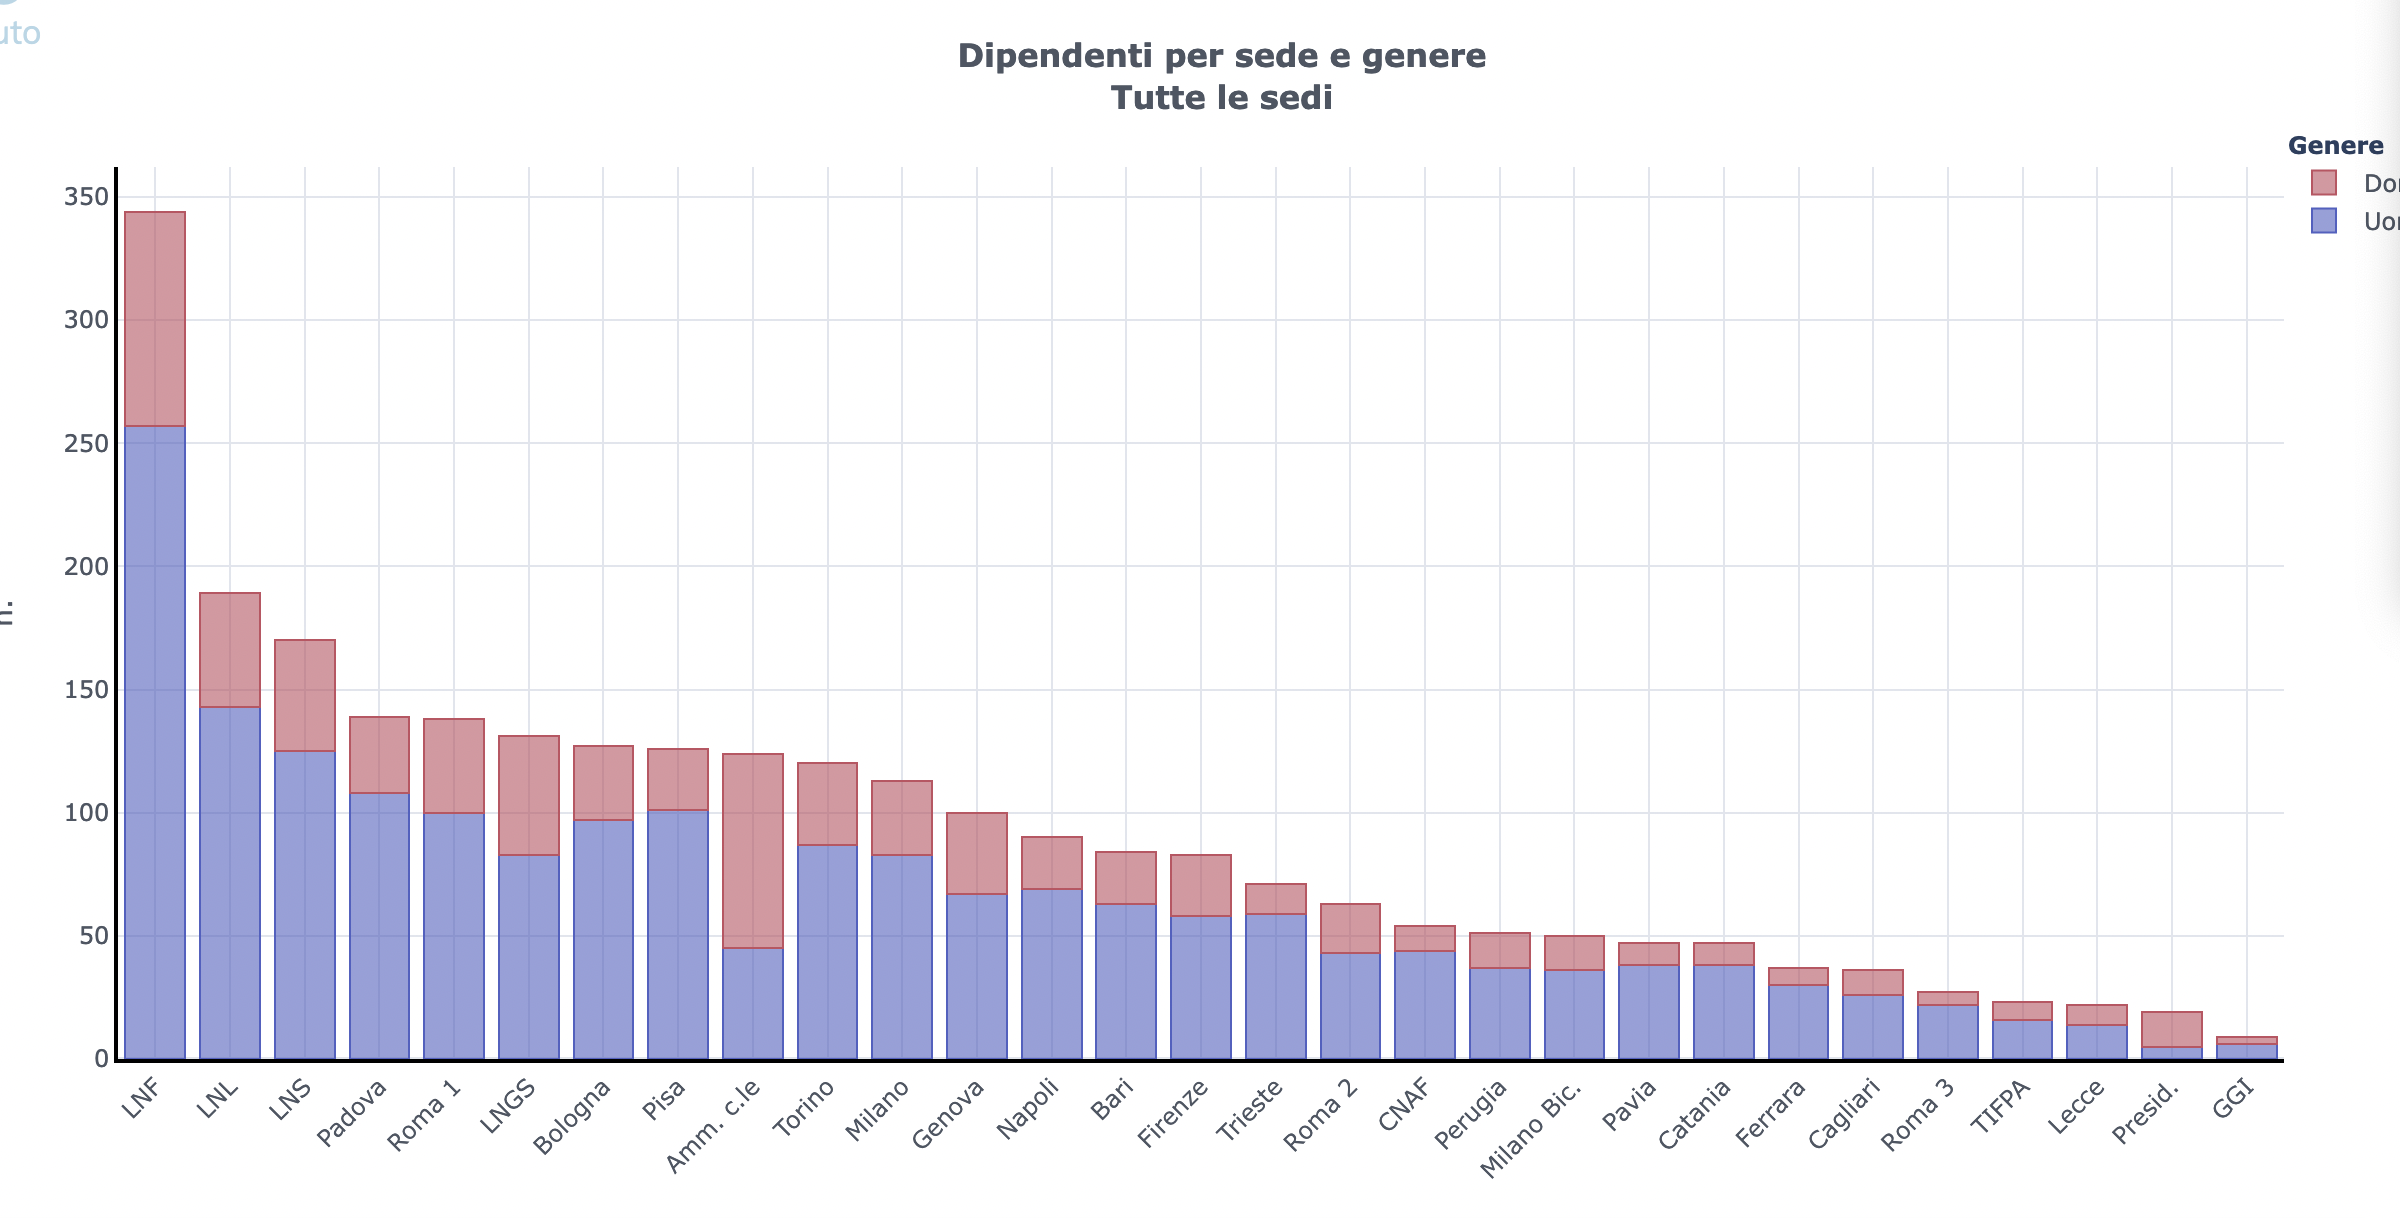 uto
Dipendenti per sede e genere
Tutte le sedi
Genere
350
300
250
200
150
100
50
0
n.
LNF
LNL
LNS
Padova
Roma 1
LNGS
Bologna
Pisa
Amm. c.le
Torino
Milano
Genova
Napoli
Bari
Firenze
Trieste
Roma 2
CNAF
Perugia
Milano Bic.
Pavia
Catania
Ferrara
Cagliari
Roma 3
TIFPA
Lecce
Presid.
GGI